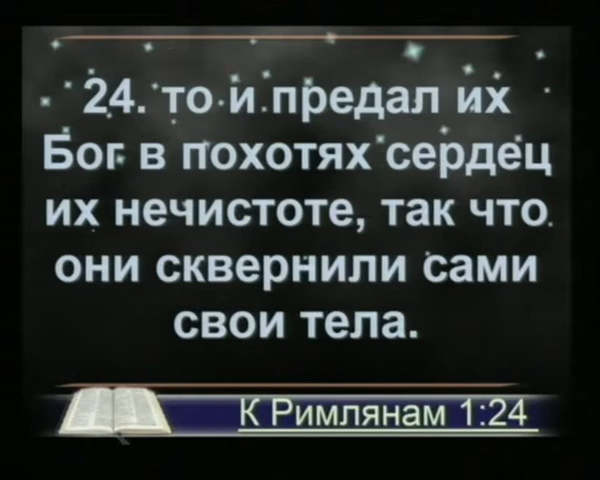 24. то и предал их
Бог в похотях сердец
их нечистоте, так что
они сквернили сами
свои тела.
К Римлянам 1:24